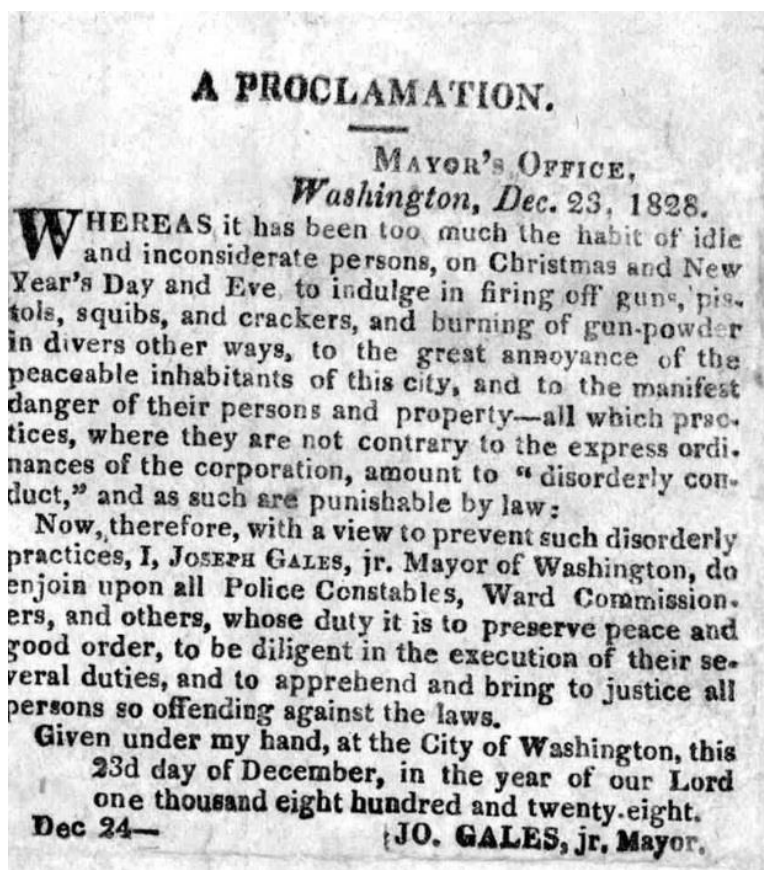 A PROCLAMATION.
MAYOR'S OFFICE,
Washington, Dec. 23, 1828.
WHEREAS it has been too much the habit of idle
and inconsiderate persons, on Christmas and New
Year's Day and Eve to indulge in firing off guns, pis-
tols, squibs, and crackers, and burning of gun-powder
in divers other ways, to the great annoyance of the
peaceable inhabitants of this city, and to the manifest
danger of their persons and property—all which prac-
tices, where they are not contrary to the express ordi-
nances of the corporation, amount to "disorderly con-
duct," and as such are punishable by law:
Now, therefore, with a view to prevent such disorderly
practices, I, JOSEPH GALES, jr. Mayor of Washington, do
enjoin upon all Police Constables, Ward Commission-
ers, and others, whose duty it is to preserve peace and
good order, to be diligent in the execution of their se-
veral duties, and to apprehend and bring to justice all
persons so offending against the laws.
Given under my hand, at the City of Washington, this
23d day of December, in the year of our Lord
one thousand eight hundred and twenty-eight.
Dec 24— JO. GALES, jr. Mayor.